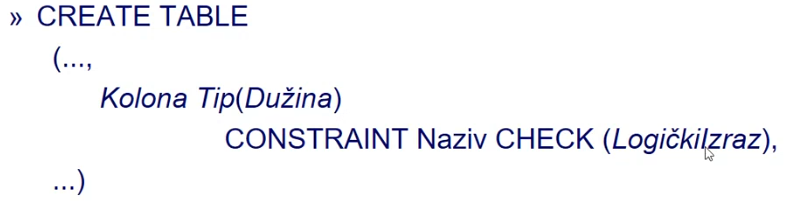 » CREATE TABLE
(...,
Kolona Tip(Dužina)
CONSTRAINT Naziv CHECK (LogičkiIzraz),
...)